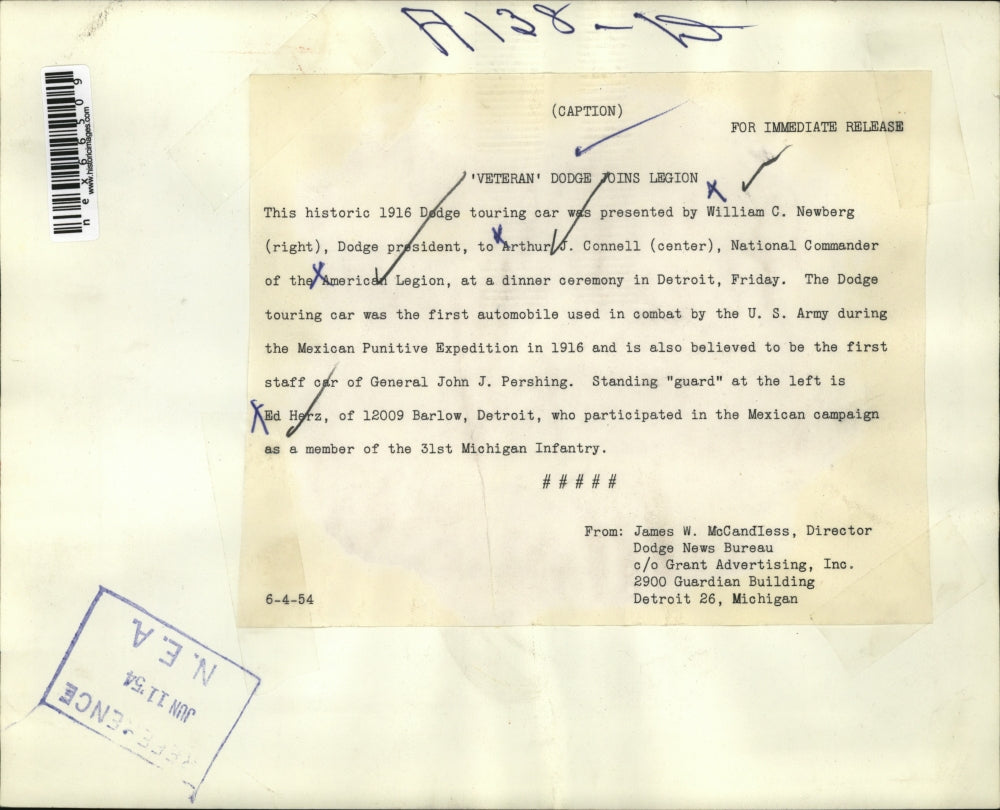 A138-
nex66509
www.historicimages.com
(CAPTION)
FOR IMMEDIATE RELEASE
'VETERAN' DODGE JOINS LEGION
This historic 1916 Dodge touring car was presented by William C. Newberg
(right), Dodge president, to Arthur J. Connell (center), National Commander
of the American Legion, at a dinner ceremony in Detroit, Friday. The Dodge
touring car was the first automobile used in combat by the U. S. Army during
the Mexican Punitive Expedition in 1916 and is also believed to be the first
staff car of General John J. Pershing. Standing "guard" at the left is
Ed Herz, of 12009 Barlow, Detroit, who participated in the Mexican campaign
as a member of the 31st Michigan Infantry.
# # # # #
From: James W. McCandless, Director
Dodge News Bureau
c/o Grant Advertising, Inc.
2900 Guardian Building
6-4-54
Detroit 26, Michigan
N.E.A.
JUN 11 '54
REFERENCE